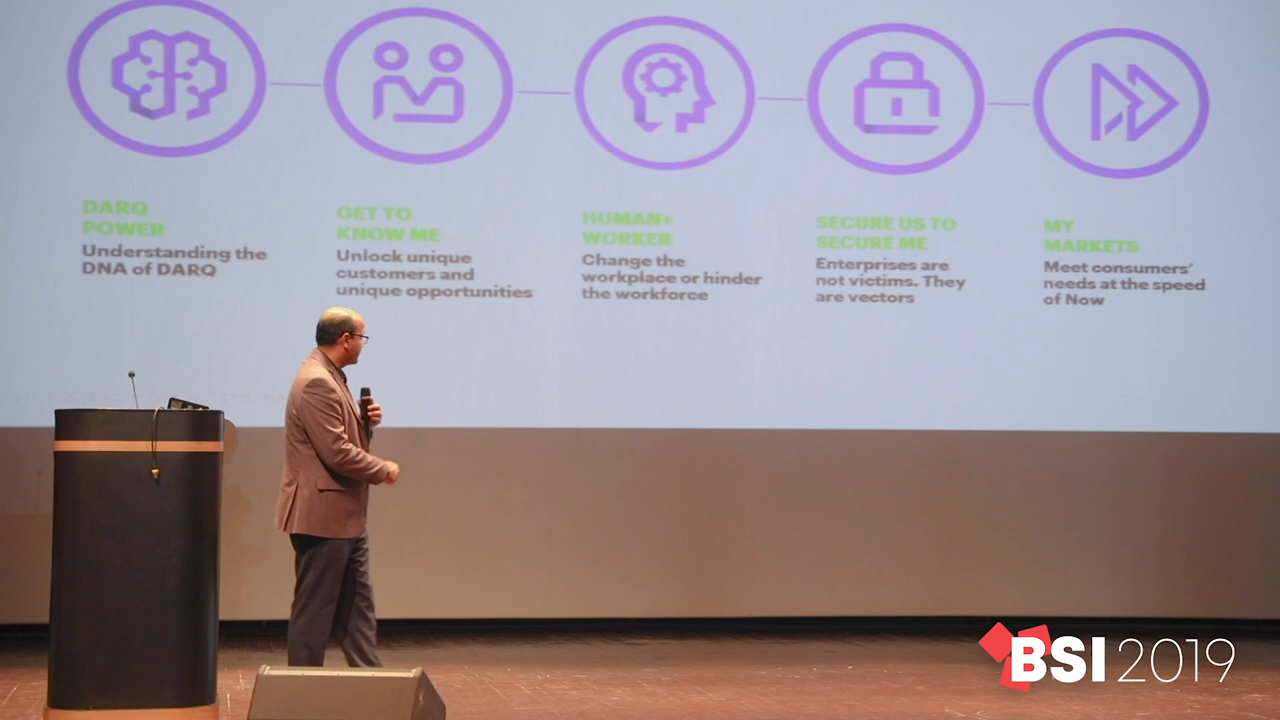 DARQ
POWER
Understanding the
DNA of DARQ
GET TO
KNOW ME
Unlock unique
customers and
unique opportunities
HUMAN+
WORKER
Change the
workplace or hinder
the workforce
SECURE US TO
SECURE ME
Enterprises are
not victims. They
are vectors
MY
MARKETS
Meet consumers'
needs at the speed
of Now
BSI 2019